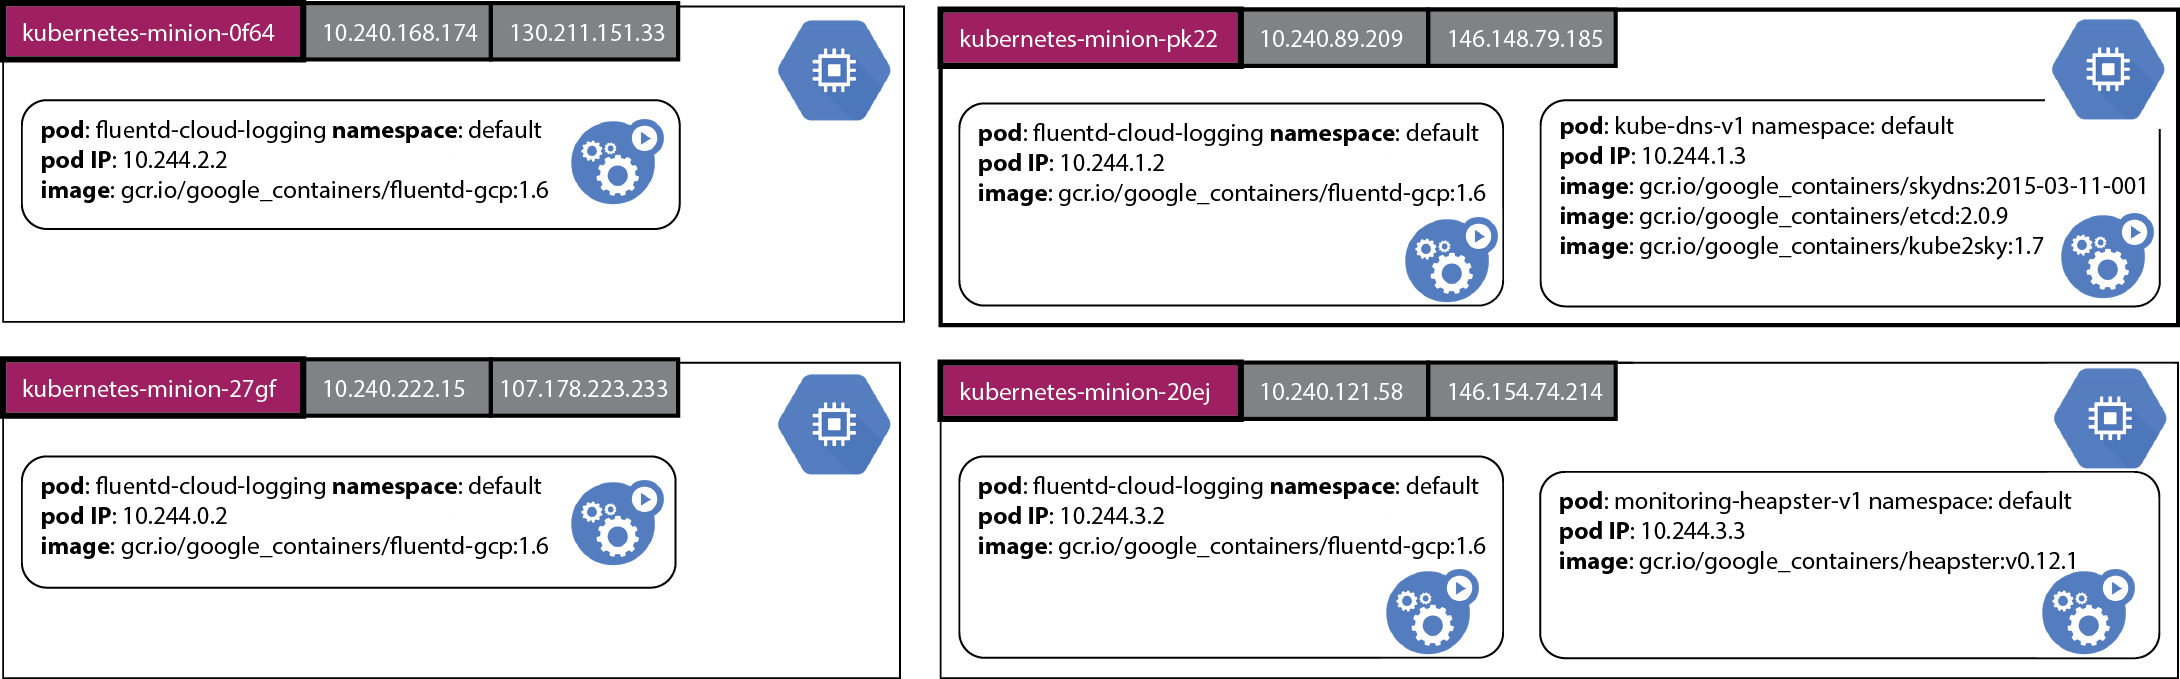 kubernetes-minion-0f64 10.240.168.174 130.211.151.33
pod: fluentd-cloud-logging namespace: default
pod IP: 10.244.2.2
image: gcr.io/google_containers/fluentd-gcp:1.6
kubernetes-minion-pk22 10.240.89.209 146.148.79.185
pod: fluentd-cloud-logging namespace: default
pod IP: 10.244.1.2
image: gcr.io/google_containers/fluentd-gcp:1.6
pod: kube-dns-v1 namespace: default
pod IP: 10.244.1.3
image: gcr.io/google_containers/skydns:2015-03-11-001
image: gcr.io/google_containers/etcd:2.0.9
image: gcr.io/google_containers/kube2sky:1.7
kubernetes-minion-27gf 10.240.222.15 107.178.223.233
pod: fluentd-cloud-logging namespace: default
pod IP: 10.244.0.2
image: gcr.io/google_containers/fluentd-gcp:1.6
kubernetes-minion-20ej 10.240.121.58 146.154.74.214
pod: fluentd-cloud-logging namespace: default
pod IP: 10.244.3.2
image: gcr.io/google_containers/fluentd-gcp:1.6
pod: monitoring-heapster-v1 namespace: default
pod IP: 10.244.3.3
image: gcr.io/google_containers/heapster:v0.12.1